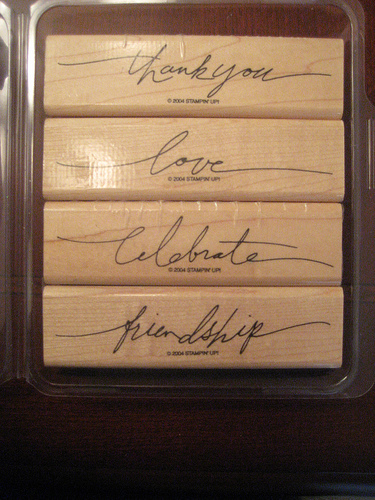 thank you
© 2004 STAMPIN' UP!
love
© 2004 STAMPIN' UP!
celebrate
© 2004 STAMPIN' UP!
friendship
© 2004 STAMPIN' UP!